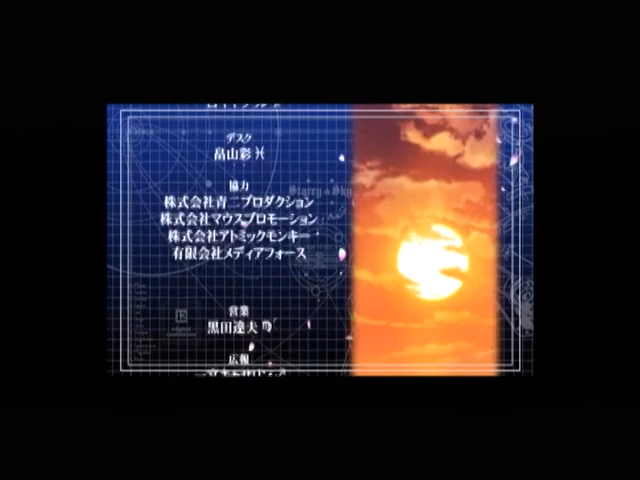 デスク
畠山彩♓
協力
株式会社青二プロダクション
株式会社マウスプロモーション
Starry☆Sky
株式会社アトミックモンキー
有限会社メディアフォース
営業
黒田達夫♍
広報